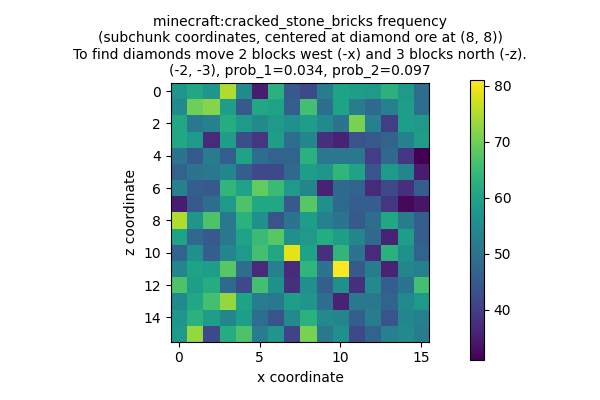 minecraft:cracked_stone_bricks frequency
(subchunk coordinates, centered at diamond ore at (8, 8))
To find diamonds move 2 blocks west (-x) and 3 blocks north (-z).
(-2, -3), prob_1=0.034, prob_2=0.097
0
2
4
6
8
10
12
14
z coordinate
0
5
10
15
x coordinate
80
70
60
50
40